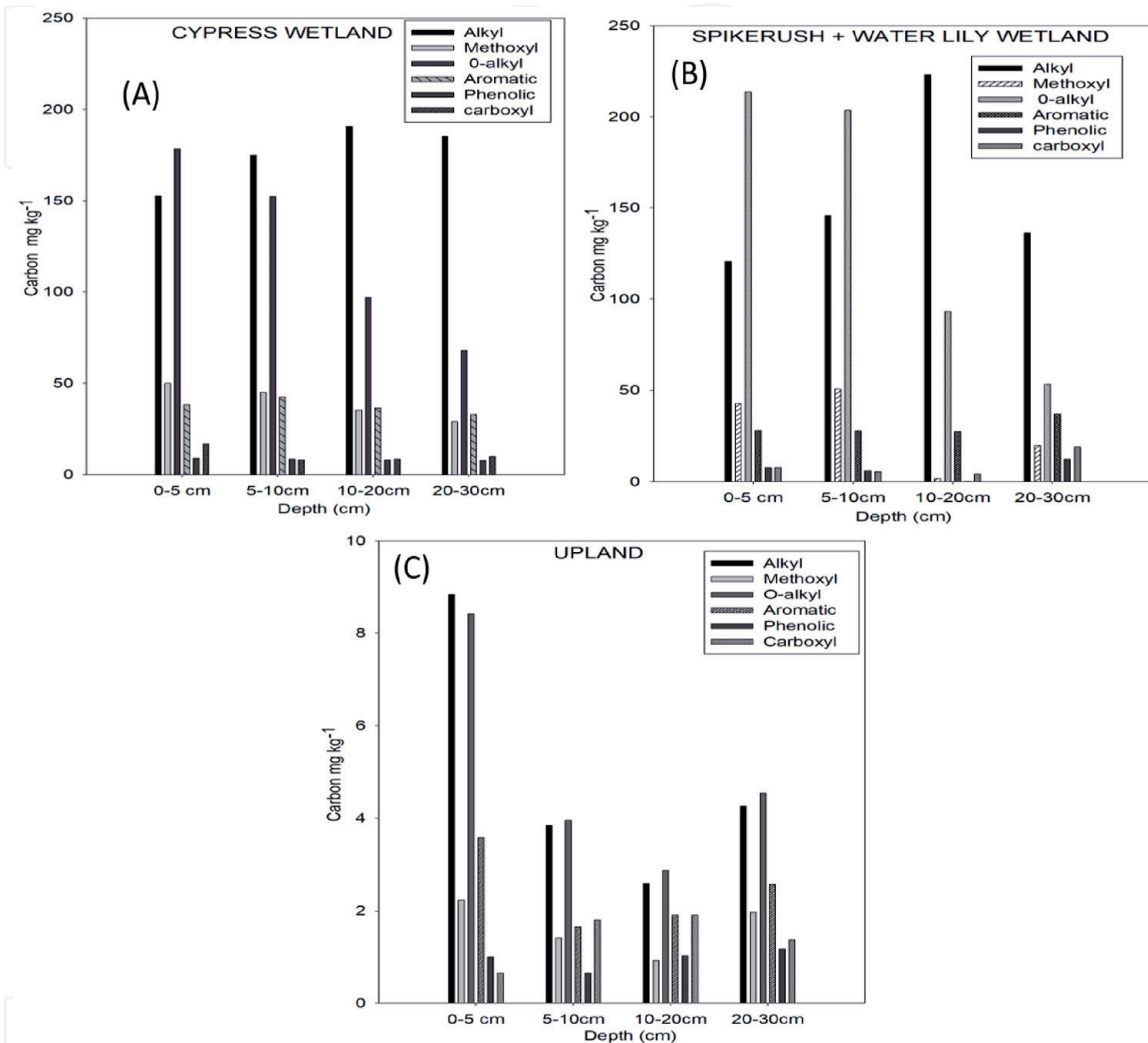 CYPRESS WETLAND
(A)
Alkyl
Methoxyl
0-alkyl
Aromatic
Phenolic
carboxyl
250
200
150
100
50
0
Carbon mg kg-1
0-5 cm 5-10cm 10-20cm 20-30cm
Depth (cm)
SPIKERUSH + WATER LILY WETLAND
(B)
Alkyl
Methoxyl
0-alkyl
Aromatic
Phenolic
carboxyl
250
200
150
100
50
0
Carbon mg kg-1
0-5 cm 5-10cm 10-20cm 20-30cm
Depth (cm)
UPLAND
(C)
Alkyl
Methoxyl
O-alkyl
Aromatic
Phenolic
Carboxyl
10
8
6
4
2
0
Carbon mg kg-1
0-5 cm 5-10cm 10-20cm 20-30cm
Depth (cm)